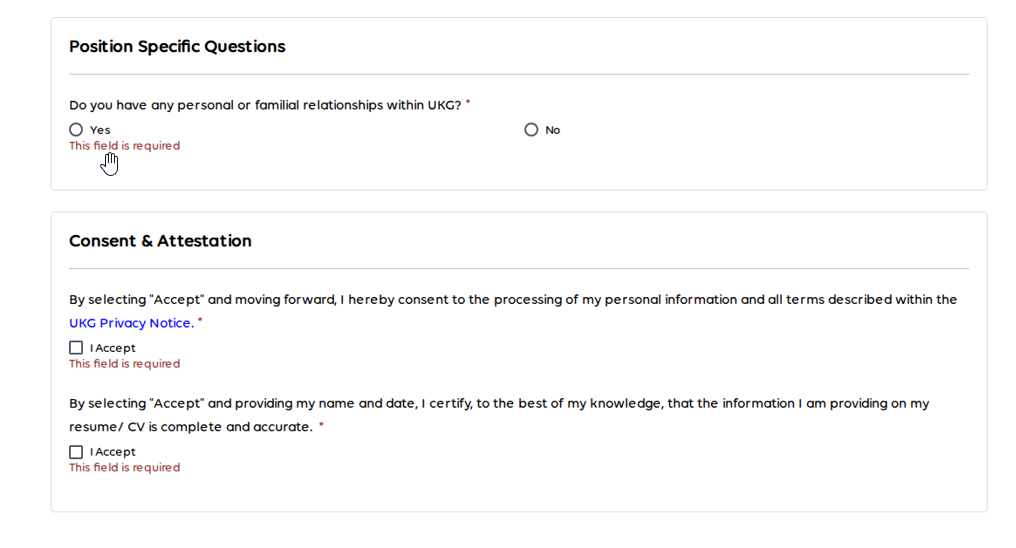 Position Specific Questions
Do you have any personal or familial relationships within UKG? *
Yes
No
This field is required
Consent & Attestation
By selecting "Accept" and moving forward, I hereby consent to the processing of my personal information and all terms described within the
UKG Privacy Notice. *
I Accept
This field is required
By selecting "Accept" and providing my name and date, I certify, to the best of my knowledge, that the information I am providing on my
resume/ CV is complete and accurate. *
I Accept
This field is required